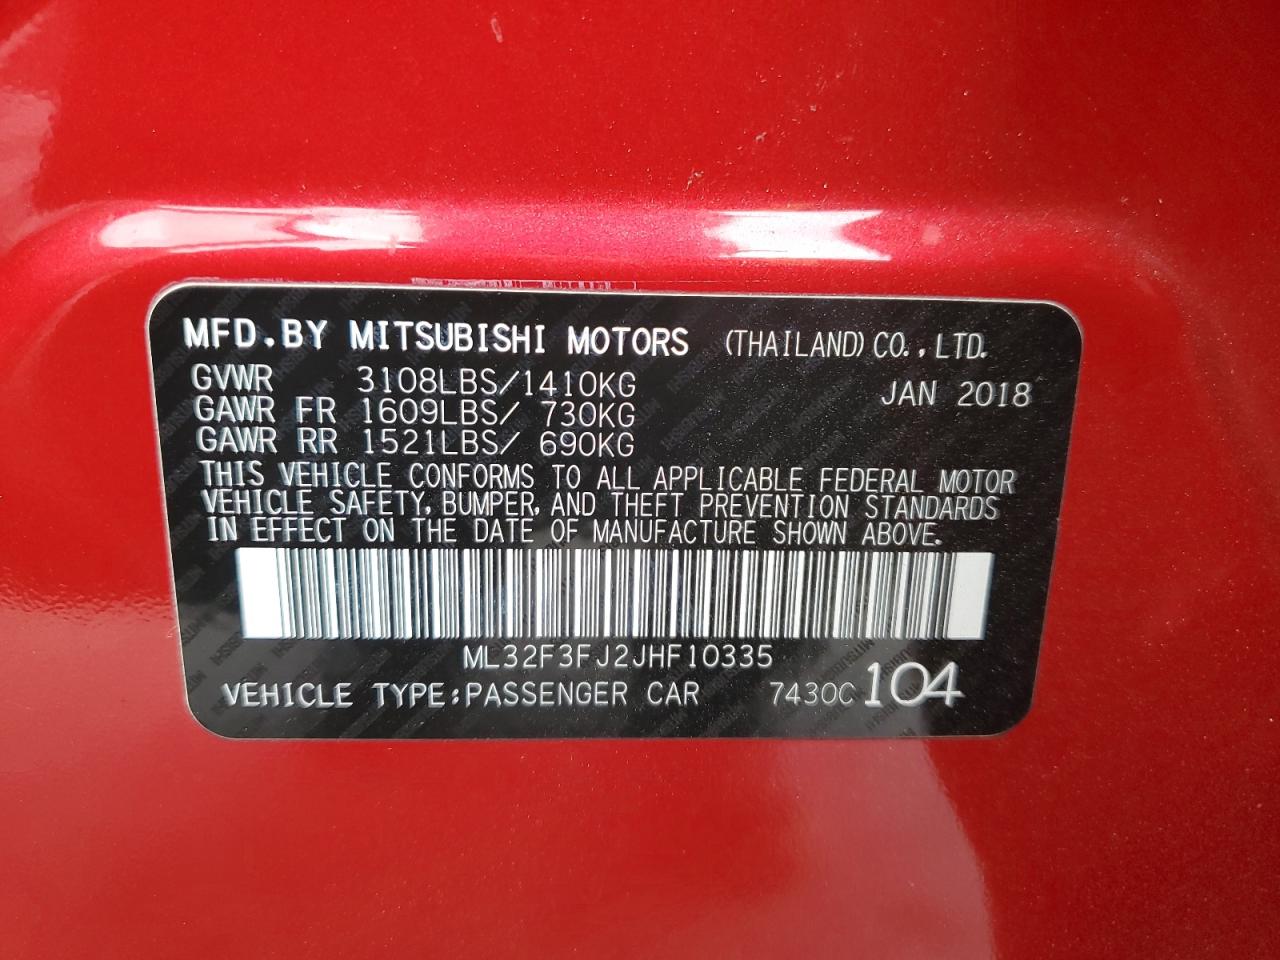 MFD.BY MITSUBISHI MOTORS (THAILAND) CO., LTD.
GVWR 3108LBS/1410KG JAN 2018
GAWR FR 1609LBS/ 730KG
GAWR RR 1521LBS/ 690KG
THIS VEHICLE CONFORMS TO ALL APPLICABLE FEDERAL MOTOR
VEHICLE SAFETY, BUMPER, AND THEFT PREVENTION STANDARDS
IN EFFECT ON THE DATE OF MANUFACTURE SHOWN ABOVE.
ML32F3FJ2JHF10335
VEHICLE TYPE:PASSENGER CAR 7430C 104